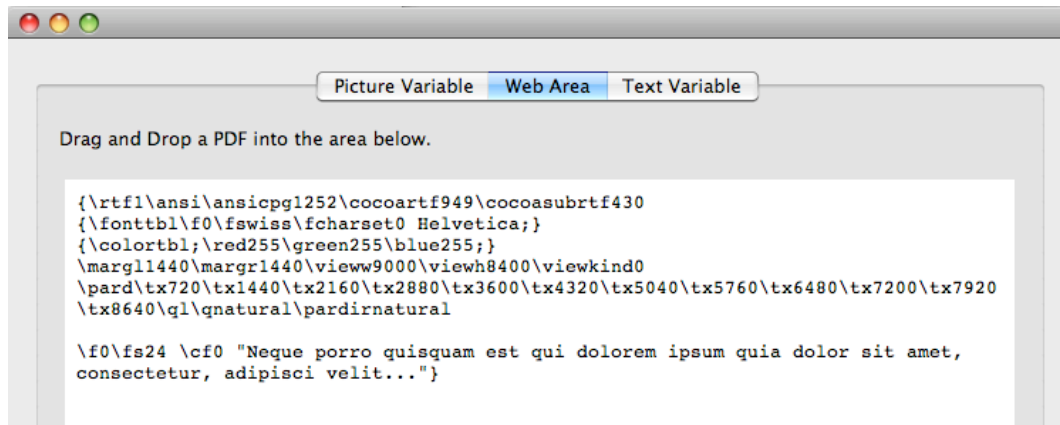 Picture Variable Web Area Text Variable
Drag and Drop a PDF into the area below.
{\rtf1\ansi\ansicpg1252\cocoartf949\cocoasubrtf430
{\fonttbl\f0\fswiss\fcharset0 Helvetica;}
{\colortbl;\red255\green255\blue255;}
\margl1440\margr1440\vieww9000\viewh8400\viewkind0
\pard\tx720\tx1440\tx2160\tx2880\tx3600\tx4320\tx5040\tx5760\tx6480\tx7200\tx7920
\tx8640\ql\qnatural\pardirnatural
\f0\fs24 \cf0 "Neque porro quisquam est qui dolorem ipsum quia dolor sit amet,
consectetur, adipisci velit..."}